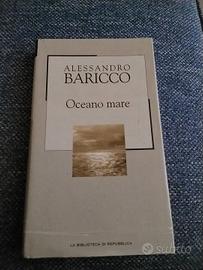 ALESSANDRO
BARICCO
Oceano mare
LA BIBLIOTECA DI REPUBBLICA
subito